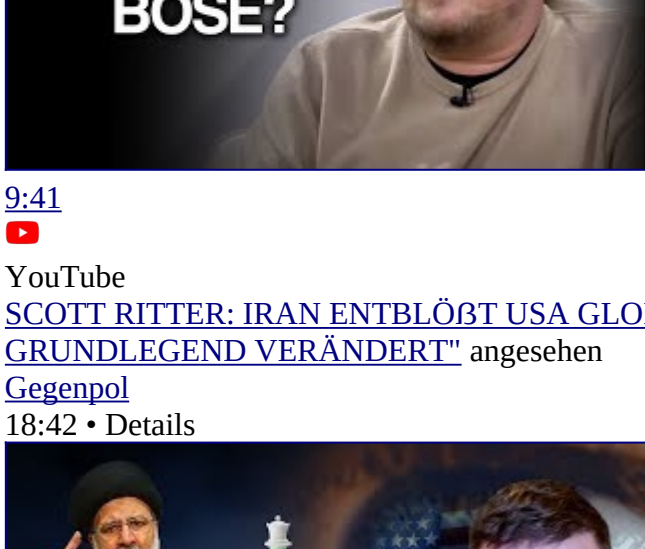 BÖSE?
9:41
YouTube
SCOTT RITTER: IRAN ENTBLÖẞT USA
GRUNDLEGEND VERÄNDERT" angesehen
Gegenpol
18:42 • Details